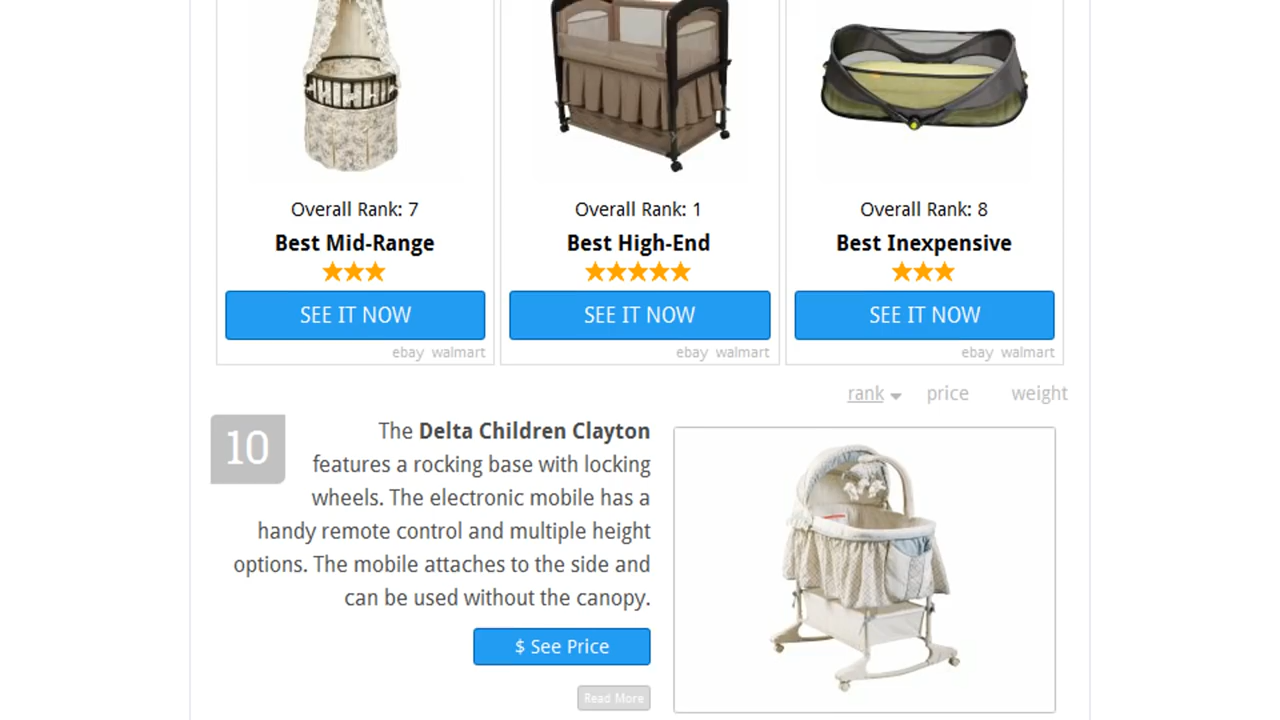 Overall Rank: 7
Best Mid-Range
SEE IT NOW
ebay walmart
Overall Rank: 1
Best High-End
SEE IT NOW
ebay walmart
Overall Rank: 8
Best Inexpensive
SEE IT NOW
ebay walmart
rank price weight
10
The Delta Children Clayton
features a rocking base with locking
wheels. The electronic mobile has a
handy remote control and multiple height
options. The mobile attaches to the side and
can be used without the canopy.
$ See Price
Read More